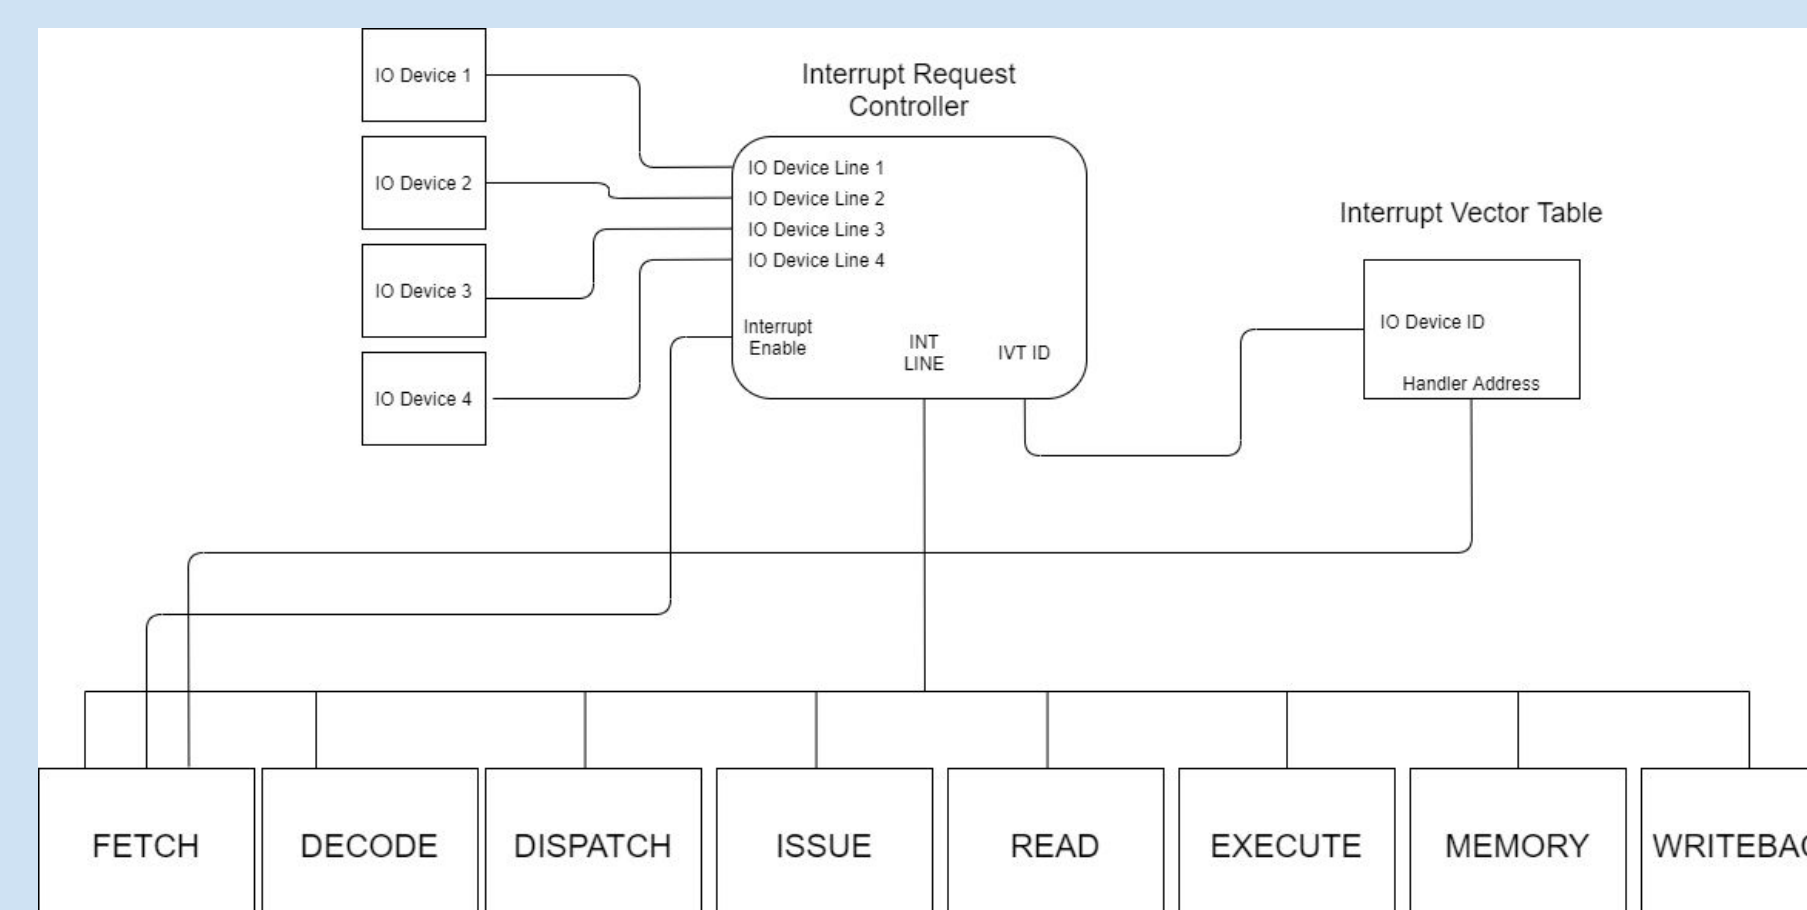 IO Device 1
Interrupt Request
Controller
IO Device Line 1
IO Device 2
IO Device Line 2
Interrupt Vector Table
IO Device Line 3
IO Device Line 4
IO Device 3
IO Device ID
Interrupt
Enable
INT
LINE
IVT ID
Handler Address
IO Device 4
FETCH
DECODE
DISPATCH
ISSUE
READ
EXECUTE
MEMORY